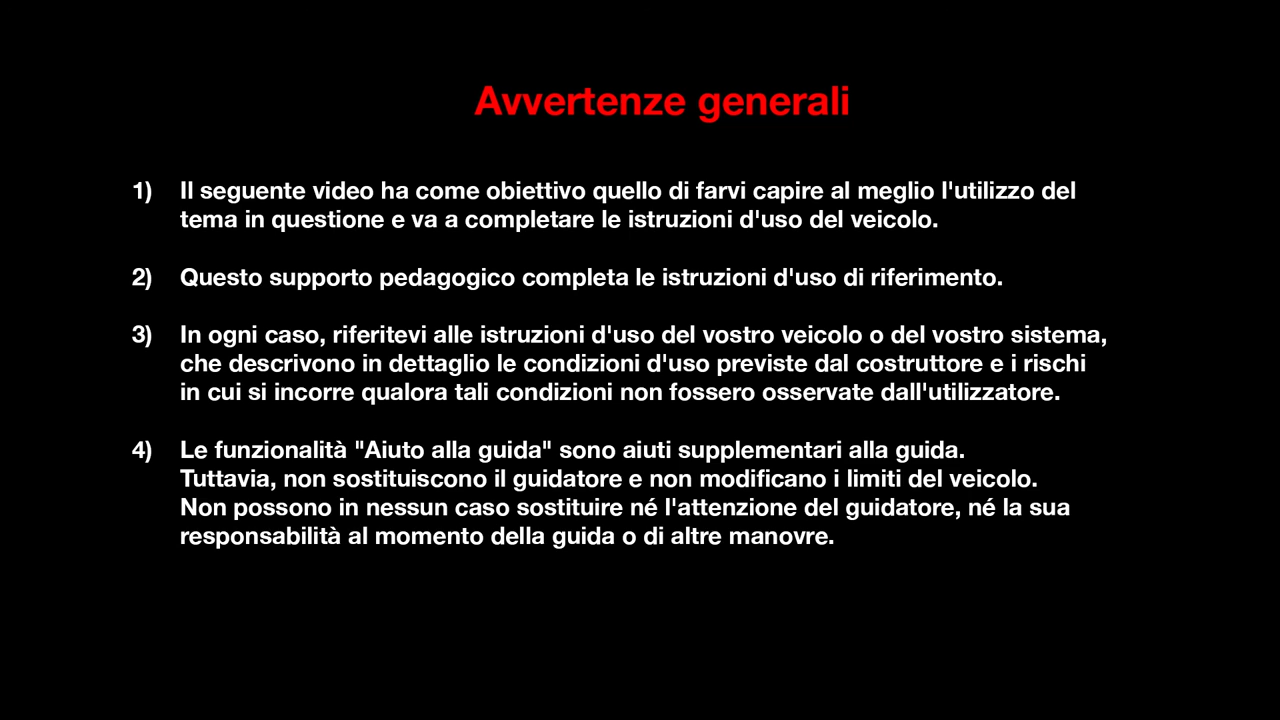 Avvertenze generali
1) Il seguente video ha come obiettivo quello di farvi capire al meglio l'utilizzo del
tema in questione e va a completare le istruzioni d'uso del veicolo.
2) Questo supporto pedagogico completa le istruzioni d'uso di riferimento.
3) In ogni caso, riferitevi alle istruzioni d'uso del vostro veicolo o del vostro sistema,
che descrivono in dettaglio le condizioni d'uso previste dal costruttore e i rischi
in cui si incorre qualora tali condizioni non fossero osservate dall'utilizzatore.
4) Le funzionalità "Aiuto alla guida" sono aiuti supplementari alla guida.
Tuttavia, non sostituiscono il guidatore e non modificano i limiti del veicolo.
Non possono in nessun caso sostituire né l'attenzione del guidatore, né la sua
responsabilità al momento della guida o di altre manovre.